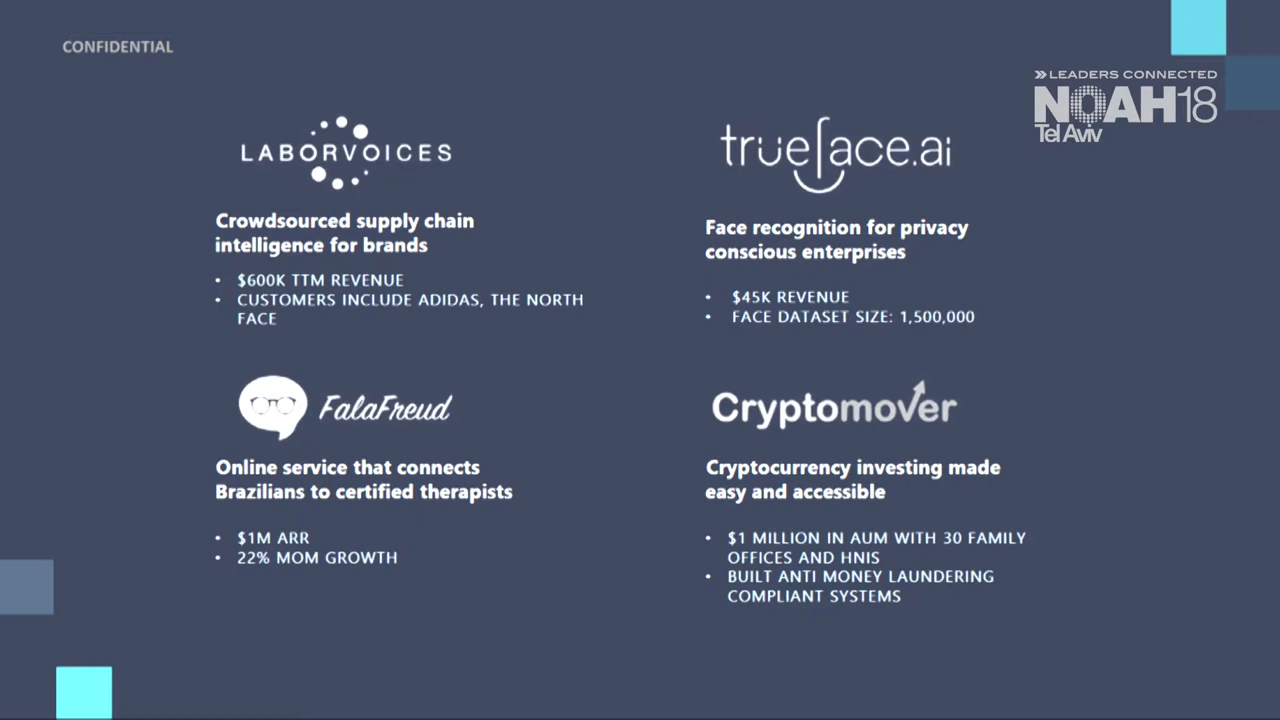 CONFIDENTIAL
LEADERS CONNECTED
NOAH18
Tel Aviv
LABORVOICES
Crowdsourced supply chain
intelligence for brands
• $600K TTM REVENUE
• CUSTOMERS INCLUDE ADIDAS, THE NORTH
FACE
trueface.ai
Face recognition for privacy
conscious enterprises
• $45K REVENUE
• FACE DATASET SIZE: 1,500,000
FalaFreud
Online service that connects
Brazilians to certified therapists
• $1M ARR
• 22% MOM GROWTH
Cryptomover
Cryptocurrency investing made
easy and accessible
• $1 MILLION IN AUM WITH 30 FAMILY
OFFICES AND HNIS
• BUILT ANTI MONEY LAUNDERING
COMPLIANT SYSTEMS